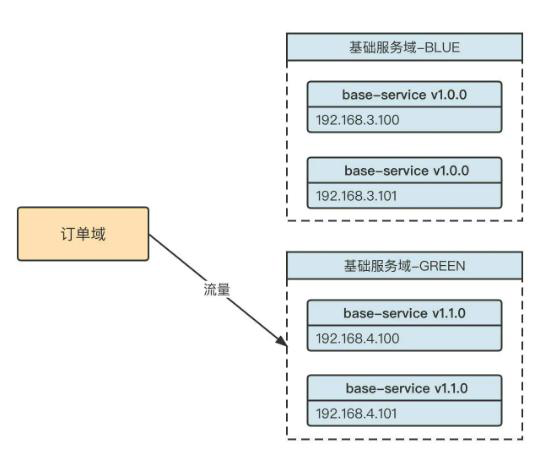 基础服务域-BLUE
base-service v1.0.0
192.168.3.100
base-service v1.0.0
192.168.3.101
订单域
流量
基础服务域-GREEN
base-service v1.1.0
192.168.4.100
base-service v1.1.0
192.168.4.101